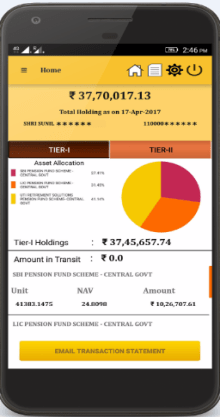 4G
2:46 PM
Home
₹ 37,70,017.13
Total Holding as on 17-Apr-2017
SHRI SUNIL ******
110000******
TIER-I
TIER-II
Asset Allocation
SBI PENSION FUND SCHEME - CENTRAL GOVT
LIC PENSION FUND SCHEME - CENTRAL GOVT
UTI RETIREMENT SOLUTIONS PENSION FUND SCHEME- CENTRAL GOVT
Tier-I Holdings : ₹ 37,45,657.74
Amount in Transit : ₹ 0.0
SBI PENSION FUND SCHEME - CENTRAL GOVT
Unit NAV Amount
41383.1475 24.8098 ₹ 10,26,707.61
LIC PENSION FUND SCHEME - CENTRAL GOVT
EMAIL TRANSACTION STATEMENT